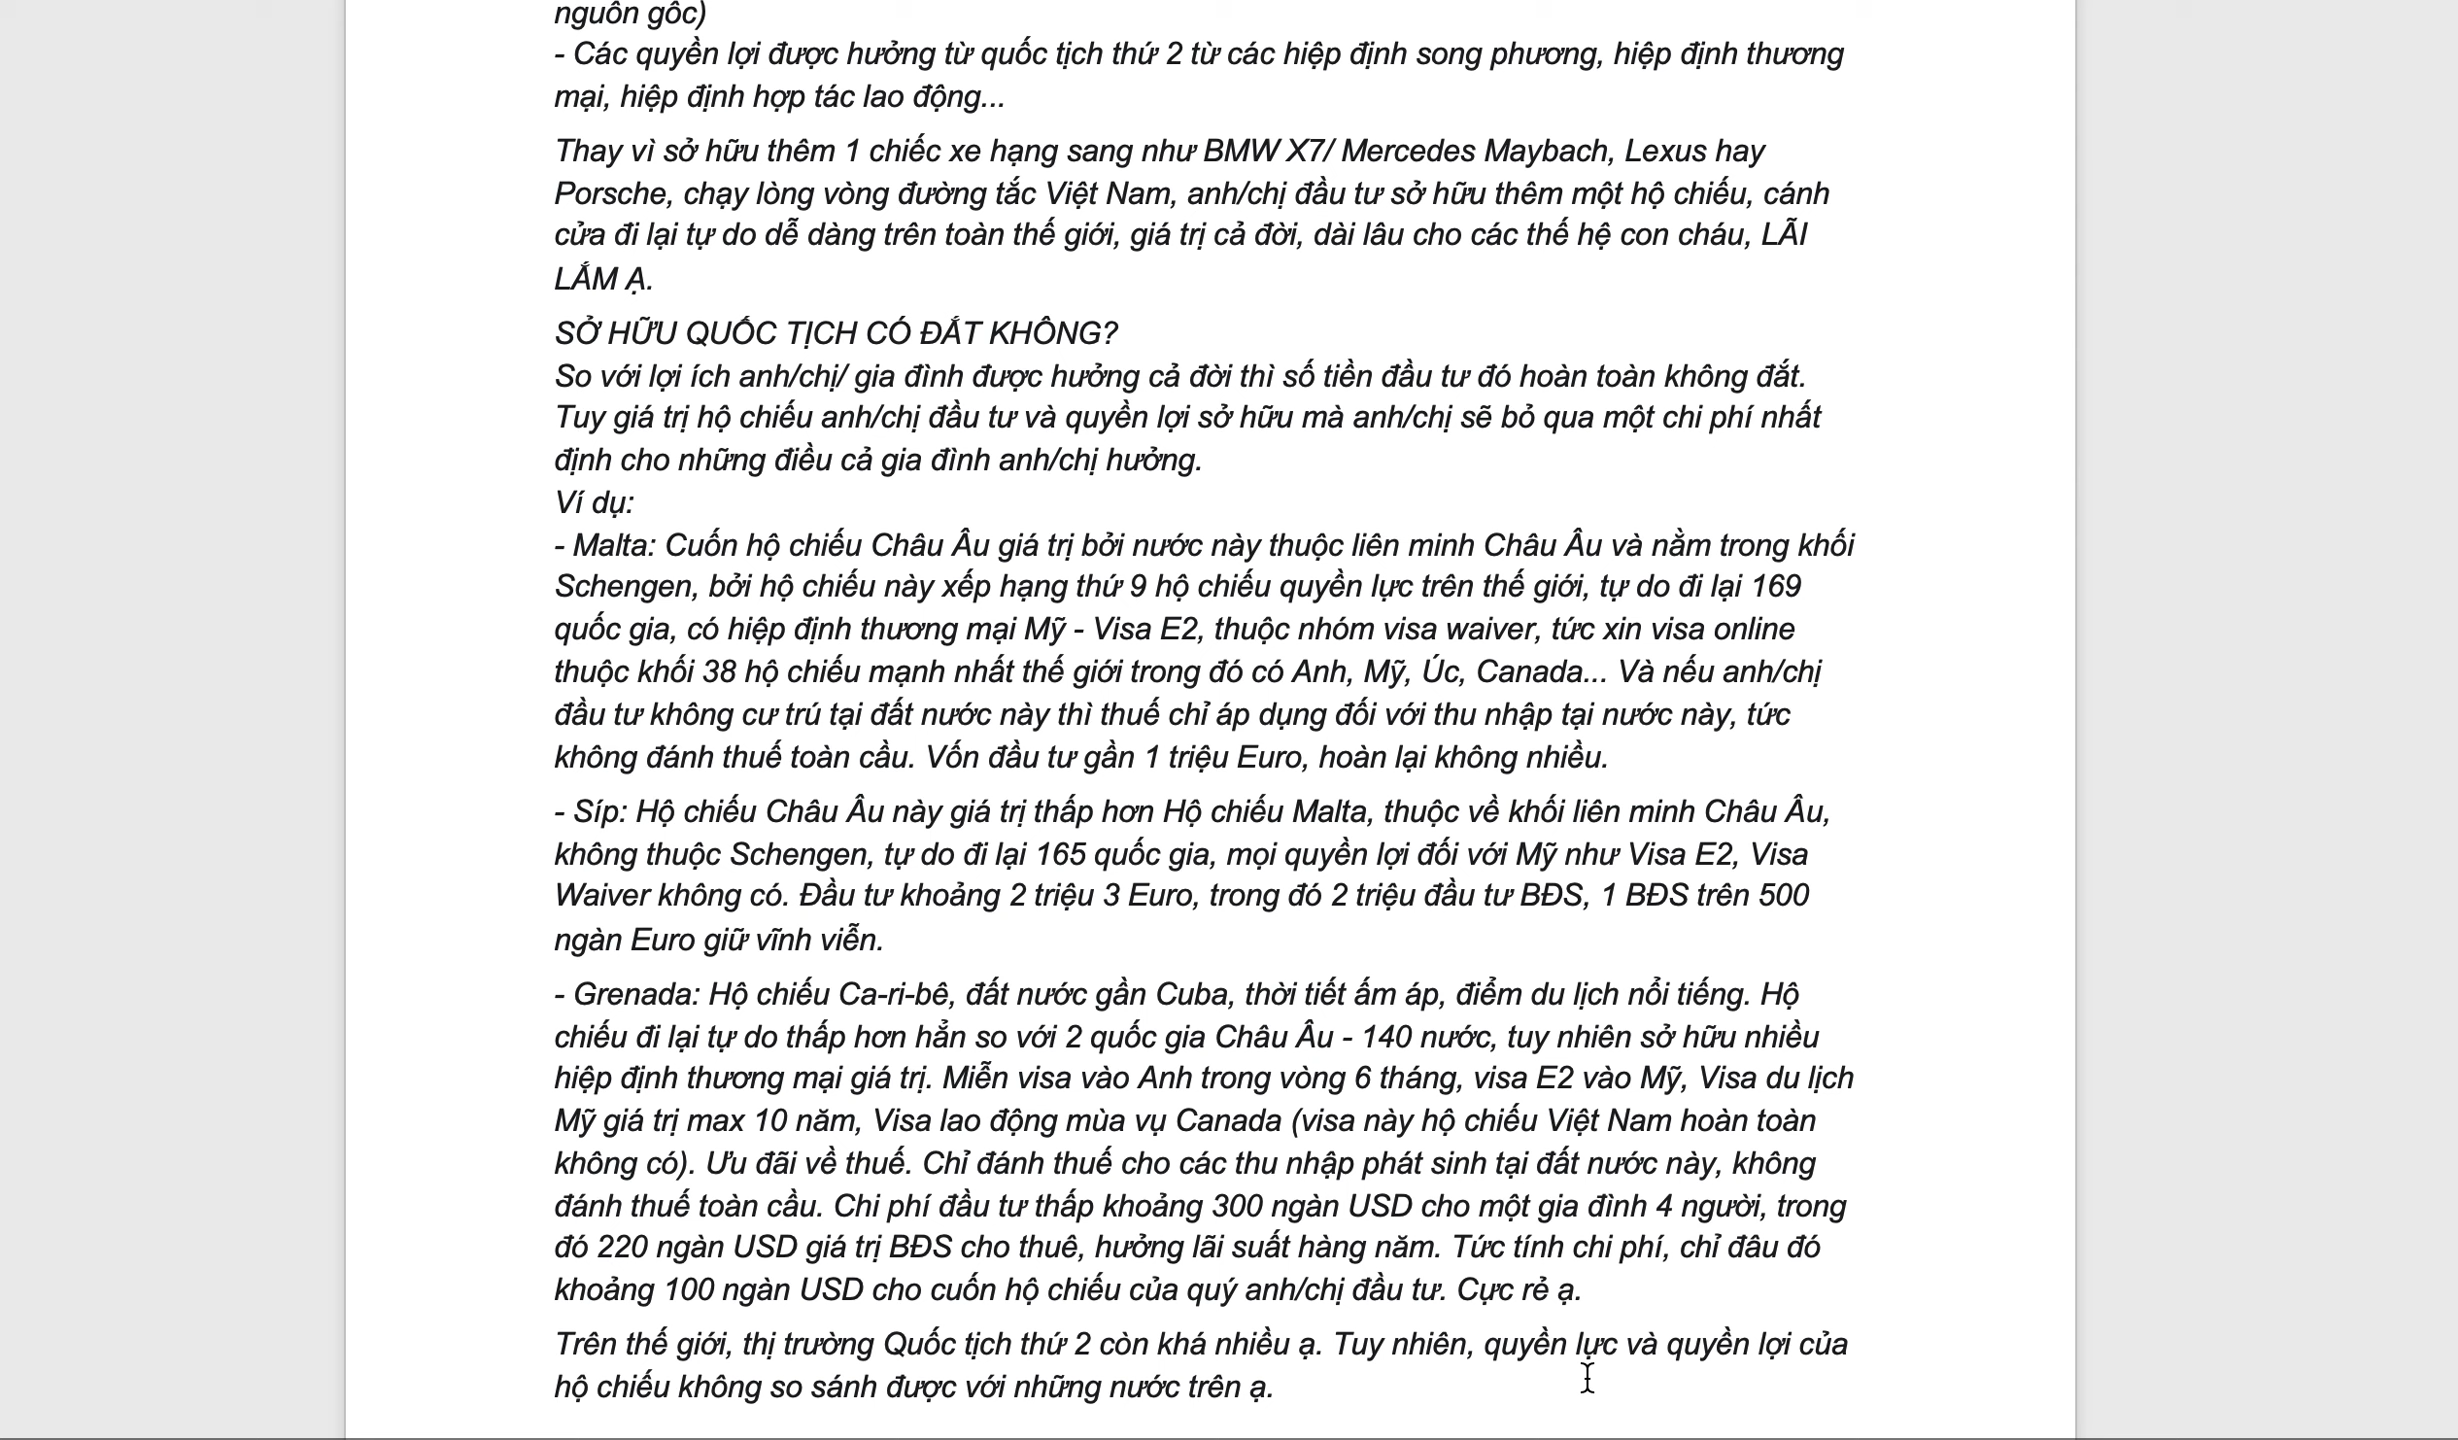 nguồn gốc)
- Các quyền lợi được hưởng từ quốc tịch thứ 2 từ các hiệp định song phương, hiệp định thương
mại, hiệp định hợp tác lao động...
Thay vì sở hữu thêm 1 chiếc xe hạng sang như BMW X7/ Mercedes Maybach, Lexus hay
Porsche, chạy lòng vòng đường tắc Việt Nam, anh/chị đầu tư sở hữu thêm một hộ chiếu, cánh
cửa đi lại tự do dễ dàng trên toàn thế giới, giá trị cả đời, dài lâu cho các thế hệ con cháu, LÃI
LẮM Ạ.
SỞ HỮU QUỐC TỊCH CÓ ĐẮT KHÔNG?
So với lợi ích anh/chị/ gia đình được hưởng cả đời thì số tiền đầu tư đó hoàn toàn không đắt.
Tuy giá trị hộ chiếu anh/chị đầu tư và quyền lợi sở hữu mà anh/chị sẽ bỏ qua một chi phí nhất
định cho những điều cả gia đình anh/chị hưởng.
Ví dụ:
- Malta: Cuốn hộ chiếu Châu Âu giá trị bởi nước này thuộc liên minh Châu Âu và nằm trong khối
Schengen, bởi hộ chiếu này xếp hạng thứ 9 hộ chiếu quyền lực trên thế giới, tự do đi lại 169
quốc gia, có hiệp định thương mại Mỹ - Visa E2, thuộc nhóm visa waiver, tức xin visa online
thuộc khối 38 hộ chiếu mạnh nhất thế giới trong đó có Anh, Mỹ, Úc, Canada... Và nếu anh/chị
đầu tư không cư trú tại đất nước này thì thuế chỉ áp dụng đối với thu nhập tại nước này, tức
không đánh thuế toàn cầu. Vốn đầu tư gần 1 triệu Euro, hoàn lại không nhiều.
- Síp: Hộ chiếu Châu Âu này giá trị thấp hơn Hộ chiếu Malta, thuộc về khối liên minh Châu Âu,
không thuộc Schengen, tự do đi lại 165 quốc gia, mọi quyền lợi đối với Mỹ như Visa E2, Visa
Waiver không có. Đầu tư khoảng 2 triệu 3 Euro, trong đó 2 triệu đầu tư BĐS, 1 BĐS trên 500
ngàn Euro giữ vĩnh viễn.
- Grenada: Hộ chiếu Ca-ri-bê, đất nước gần Cuba, thời tiết ấm áp, điểm du lịch nổi tiếng. Hộ
chiếu đi lại tự do thấp hơn hẳn so với 2 quốc gia Châu Âu - 140 nước, tuy nhiên sở hữu nhiều
hiệp định thương mại giá trị. Miễn visa vào Anh trong vòng 6 tháng, visa E2 vào Mỹ, Visa du lịch
Mỹ giá trị max 10 năm, Visa lao động mùa vụ Canada (visa này hộ chiếu Việt Nam hoàn toàn
không có). Ưu đãi về thuế. Chỉ đánh thuế cho các thu nhập phát sinh tại đất nước này, không
đánh thuế toàn cầu. Chi phí đầu tư thấp khoảng 300 ngàn USD cho một gia đình 4 người, trong
đó 220 ngàn USD giá trị BĐS cho thuê, hưởng lãi suất hàng năm. Tức tính chi phí, chỉ đâu đó
khoảng 100 ngàn USD cho cuốn hộ chiếu của quý anh/chị đầu tư. Cực rẻ ạ.
Trên thế giới, thị trường Quốc tịch thứ 2 còn khá nhiều ạ. Tuy nhiên, quyền lực và quyền lợi của
hộ chiếu không so sánh được với những nước trên ạ.